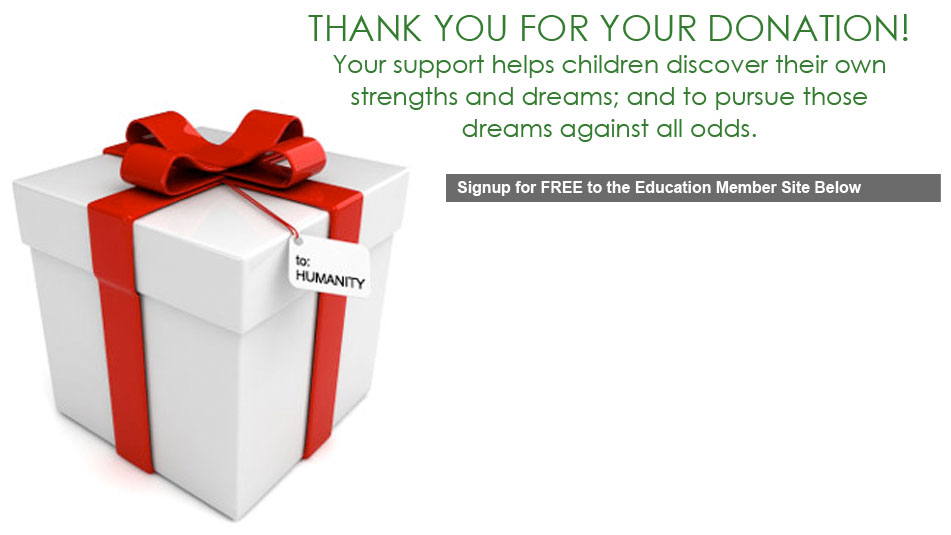 THANK YOU FOR YOUR DONATION!
Your support helps children discover their own
strengths and dreams; and to pursue those
dreams against all odds.
Signup for FREE to the Education Member Site Below
to:
HUMANITY